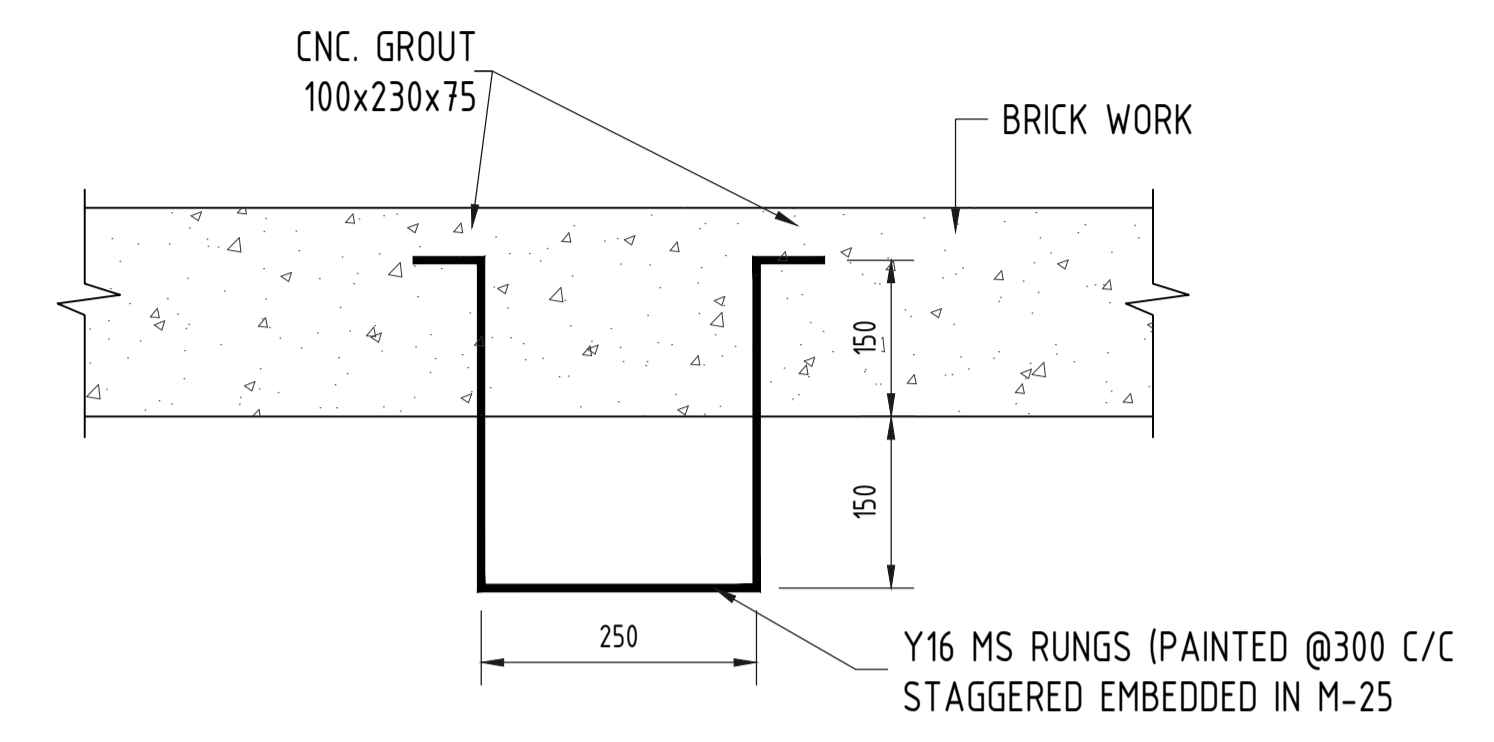 CNC. GROUT
100x230x75
BRICK WORK
150
150
250
Y16 MS RUNGS (PAINTED @300 C/C
STAGGERED EMBEDDED IN M-25